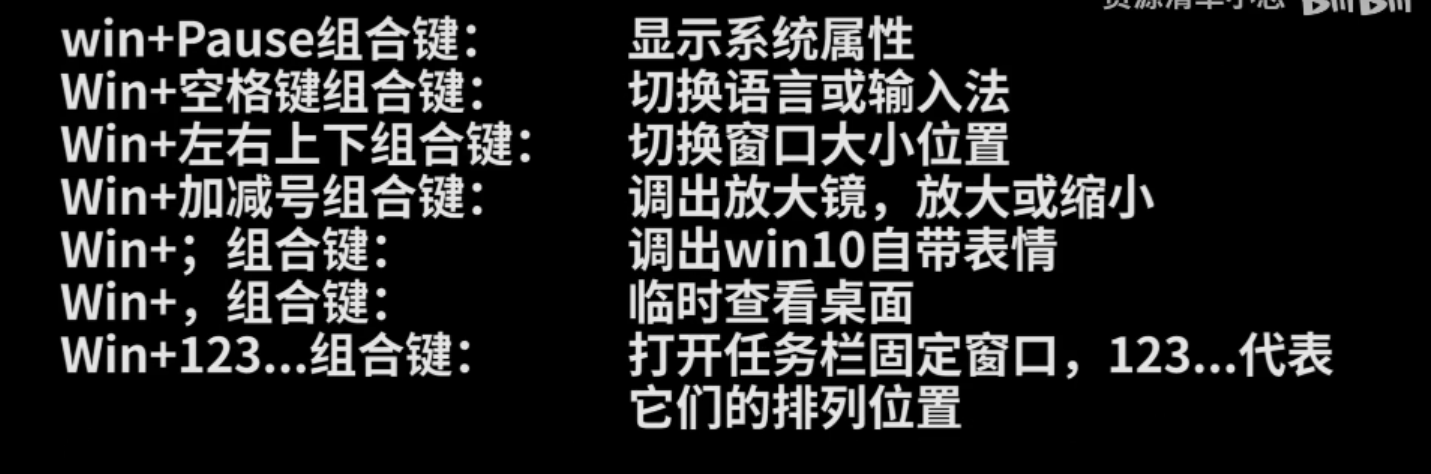 win+Pause组合键： 显示系统属性
Win+空格键组合键： 切换语言或输入法
Win+左右上下组合键： 切换窗口大小位置
Win+加减号组合键： 调出放大镜，放大或缩小
Win+；组合键： 调出win10自带表情
Win+，组合键： 临时查看桌面
Win+123...组合键： 打开任务栏固定窗口，123...代表
它们的排列位置